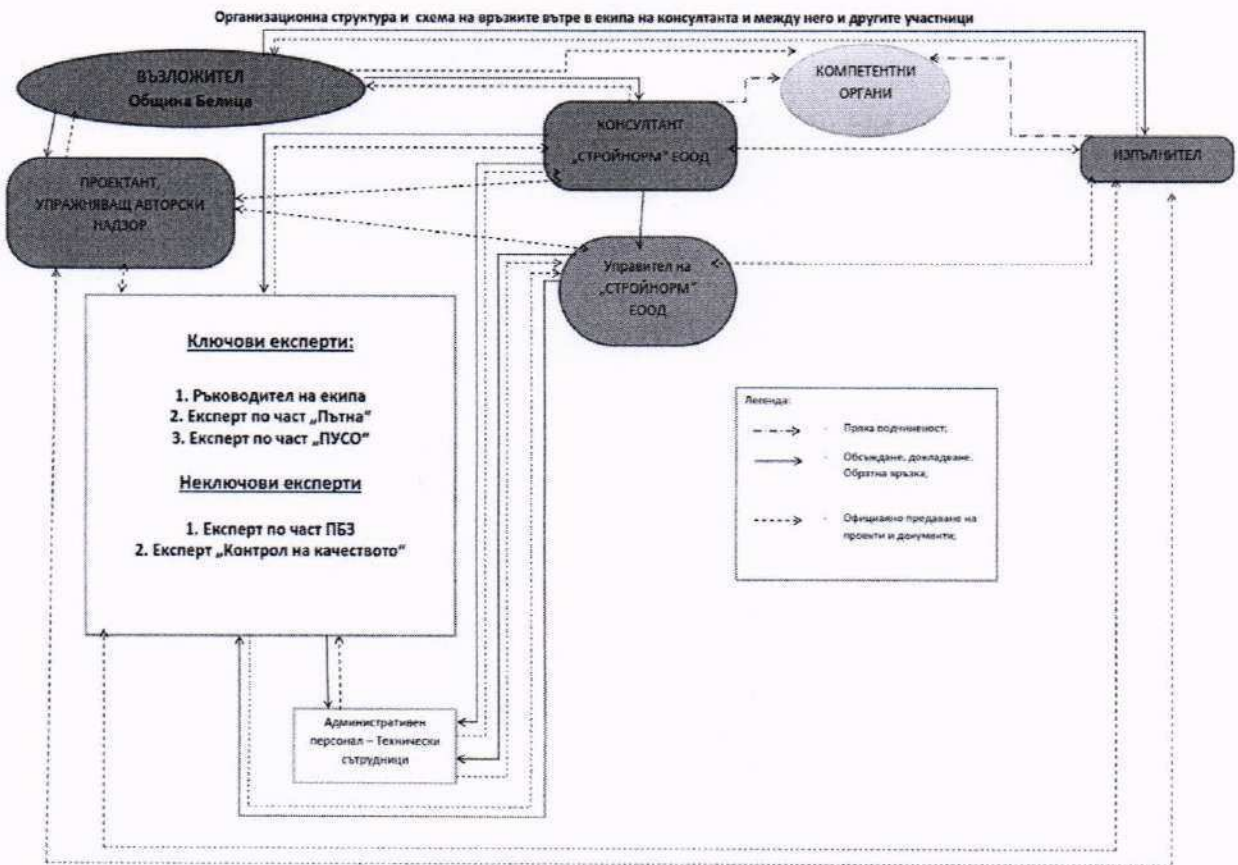 Организационна структура и схема на връзките вътре в екипа на консултанта и между него и другите участници
ВЪЗЛОЖИТЕЛ
Община Белица
КОМПЕТЕНТНИ
ОРГАНИ
КОНСУЛТАНТ
„СТРОЙНОРМ“ ЕООД
ИЗПЪЛНИТЕЛ
ПРОЕКТАНТ,
УПРАЖНЯВАЩ АВТОРСКИ
НАДЗОР
Управител на
„СТРОЙНОРМ“
ЕООД
Ключови експерти:
1. Ръководител на екипа
2. Експерт по част „Пътна“
3. Експерт по част „ПУСО“
Неключови експерти
1. Експерт по част ПБЗ
2. Експерт „Контрол на качеството“
Легенда:
- Пряка подчиненост;
- Обсъждане, докладване.
Обратна връзка;
- Официално предаване на
проекти и документи;
Административен
персонал – Технически
сътрудници